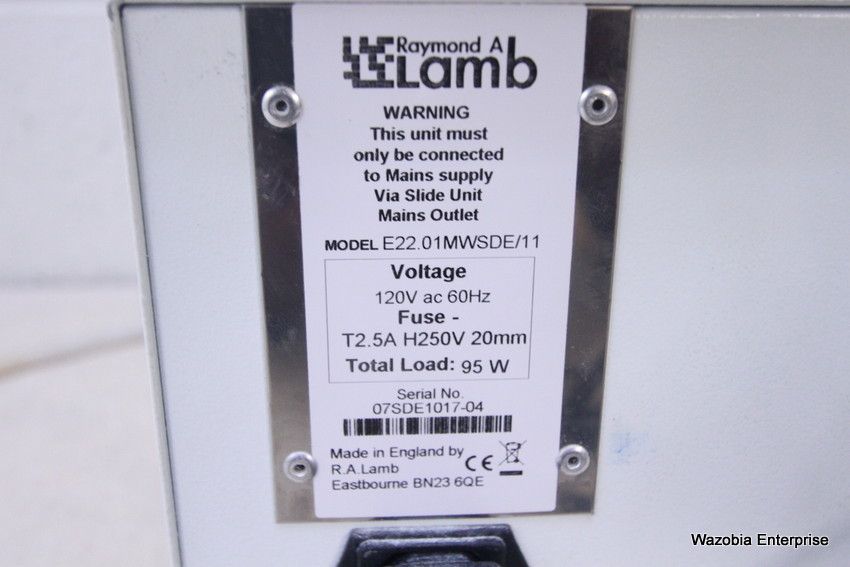 Raymond A
Lamb
WARNING
This unit must
only be connected
to Mains supply
Via Slide Unit
Mains Outlet
MODEL E22.01MWSDE/11
Voltage
120V ac 60Hz
Fuse -
T2.5A H250V 20mm
Total Load: 95 W
Serial No.
07SDE1017-04
Made in England by
R.A.Lamb
Eastbourne BN23 6QE
CE
Wazobia Enterprise